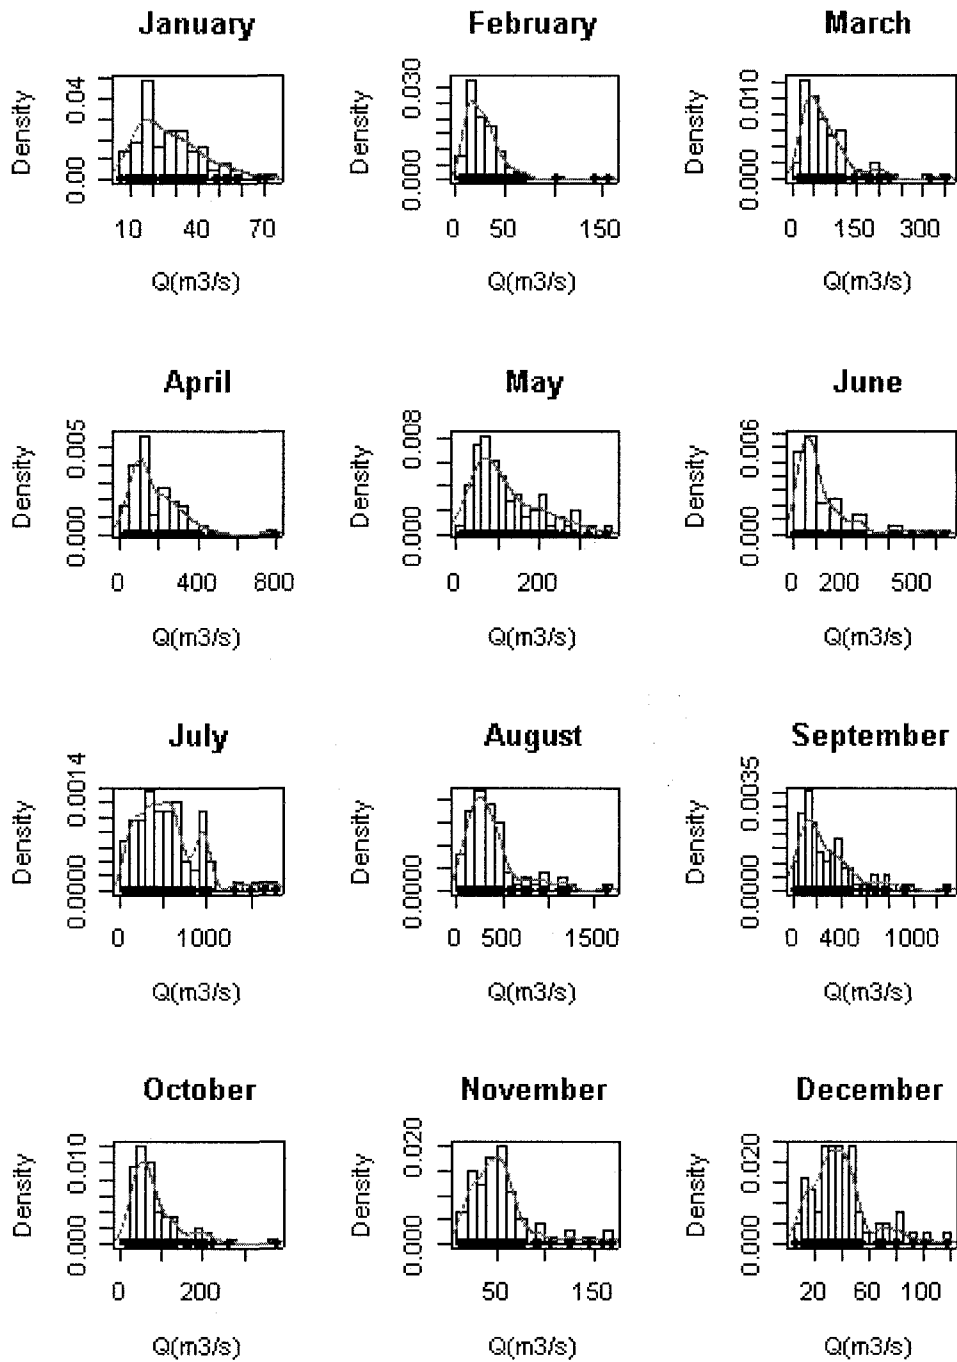 January February March
Density 0.00 0.04 Density 0.000 0.030 Density 0.000 0.010
10 40 70 0 50 150 0 150 300
Q(m3/s) Q(m3/s) Q(m3/s)
April May June
Density 0.000 0.005 Density 0.000 0.008 Density 0.000 0.006
0 400 800 0 200 0 200 500
Q(m3/s) Q(m3/s) Q(m3/s)
July August September
Density 0.0000 0.0014 Density Density 0.0000 0.0035
0 1000 0 500 1500 0 400 1000
Q(m3/s) Q(m3/s) Q(m3/s)
October November December
Density 0.000 0.010 Density 0.000 0.020 Density 0.000 0.020
0 200 50 150 20 60 100
Q(m3/s) Q(m3/s) Q(m3/s)